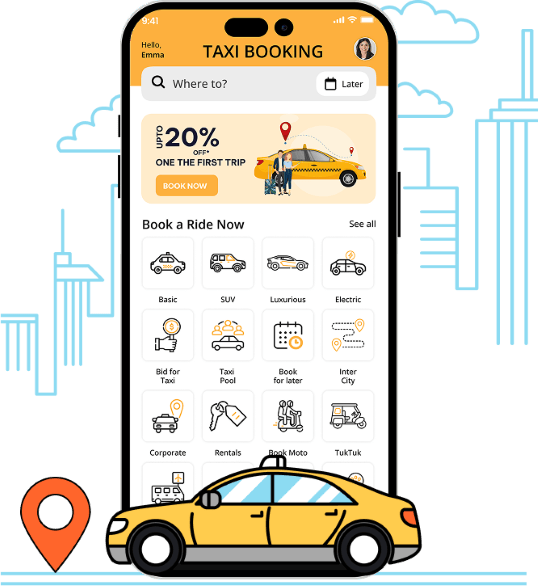 9:41
Hello,
Emma
TAXI BOOKING
Where to?
Later
UPTO
20%
OFF*
ONE THE FIRST TRIP
BOOK NOW
Book a Ride Now
See all
Basic
SUV
Luxurious
Electric
Bid for
Taxi
Taxi
Pool
Book
for later
Inter
City
Corporate
Rentals
Book Moto
TukTuk